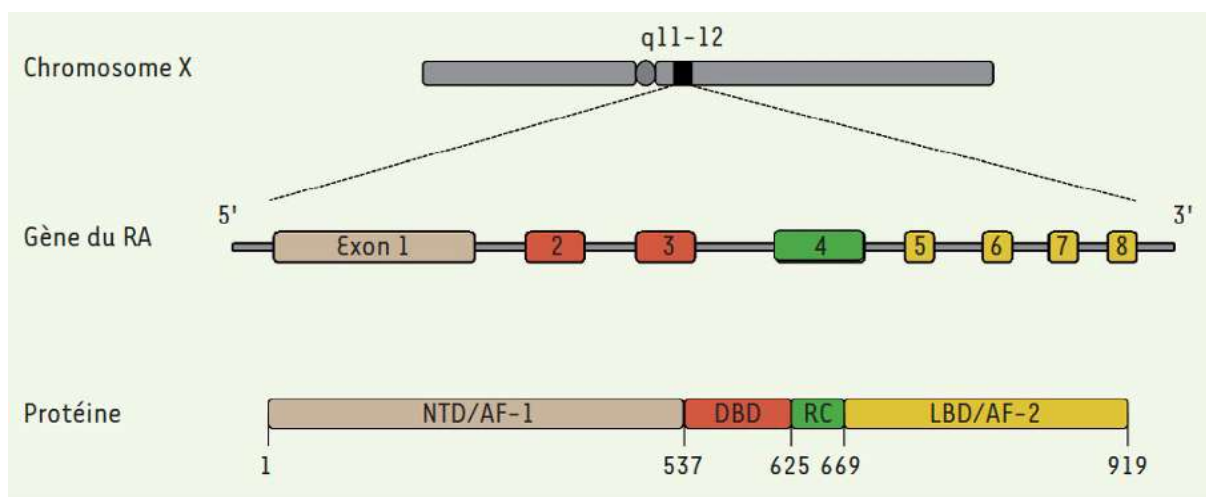 q11-12
Chromosome X
5'
3'
Gène du RA
Exon 1 2 3 4 5 6 7 8
Protéine
NTD/AF-1 DBD RC LBD/AF-2
1 537 625 669 919